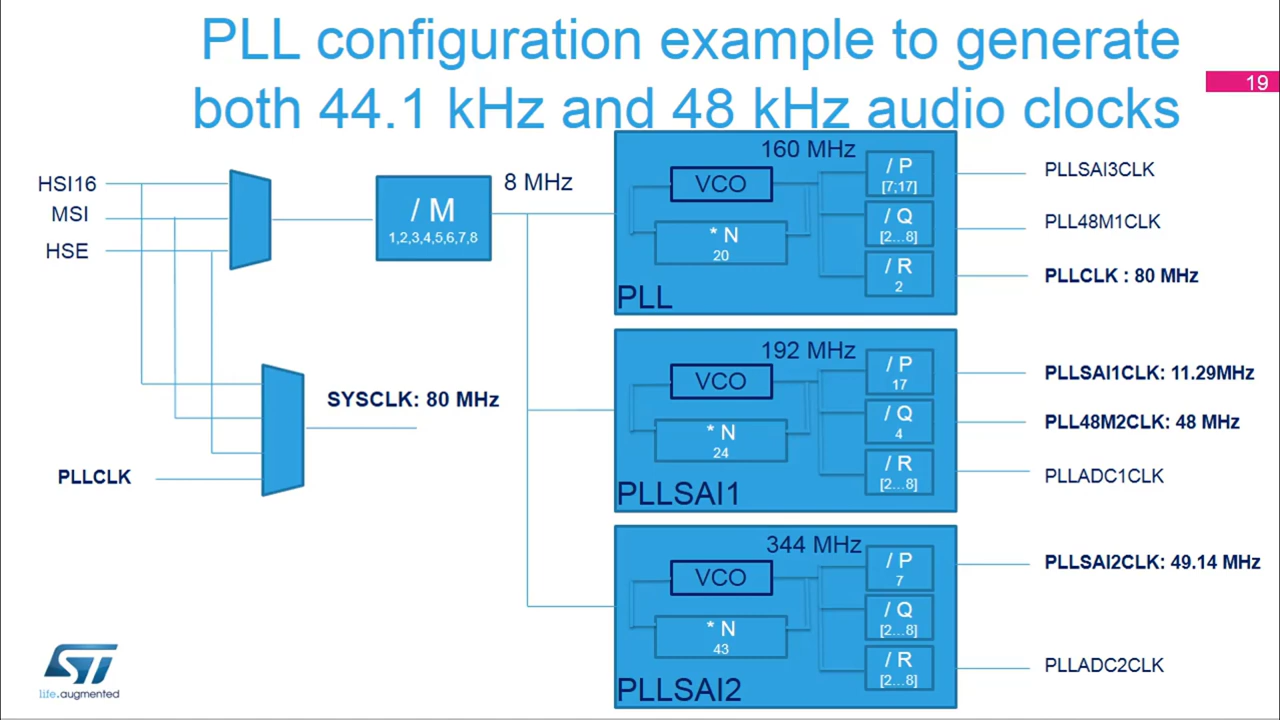 PLL configuration example to generate
both 44.1 kHz and 48 kHz audio clocks
19
HSI16
MSI
HSE
/ M
1,2,3,4,5,6,7,8
8 MHz
SYSCLK: 80 MHz
PLLCLK
160 MHz
VCO
* N
20
/ P
[7;17]
/ Q
[2...8]
/ R
2
PLL
PLLSAI3CLK
PLL48M1CLK
PLLCLK : 80 MHz
192 MHz
VCO
* N
24
/ P
17
/ Q
4
/ R
[2...8]
PLLSAI1
PLLSAI1CLK: 11.29MHz
PLL48M2CLK: 48 MHz
PLLADC1CLK
344 MHz
VCO
* N
43
/ P
7
/ Q
[2...8]
/ R
[2...8]
PLLSAI2
PLLSAI2CLK: 49.14 MHz
PLLADC2CLK
ST
life.augmented